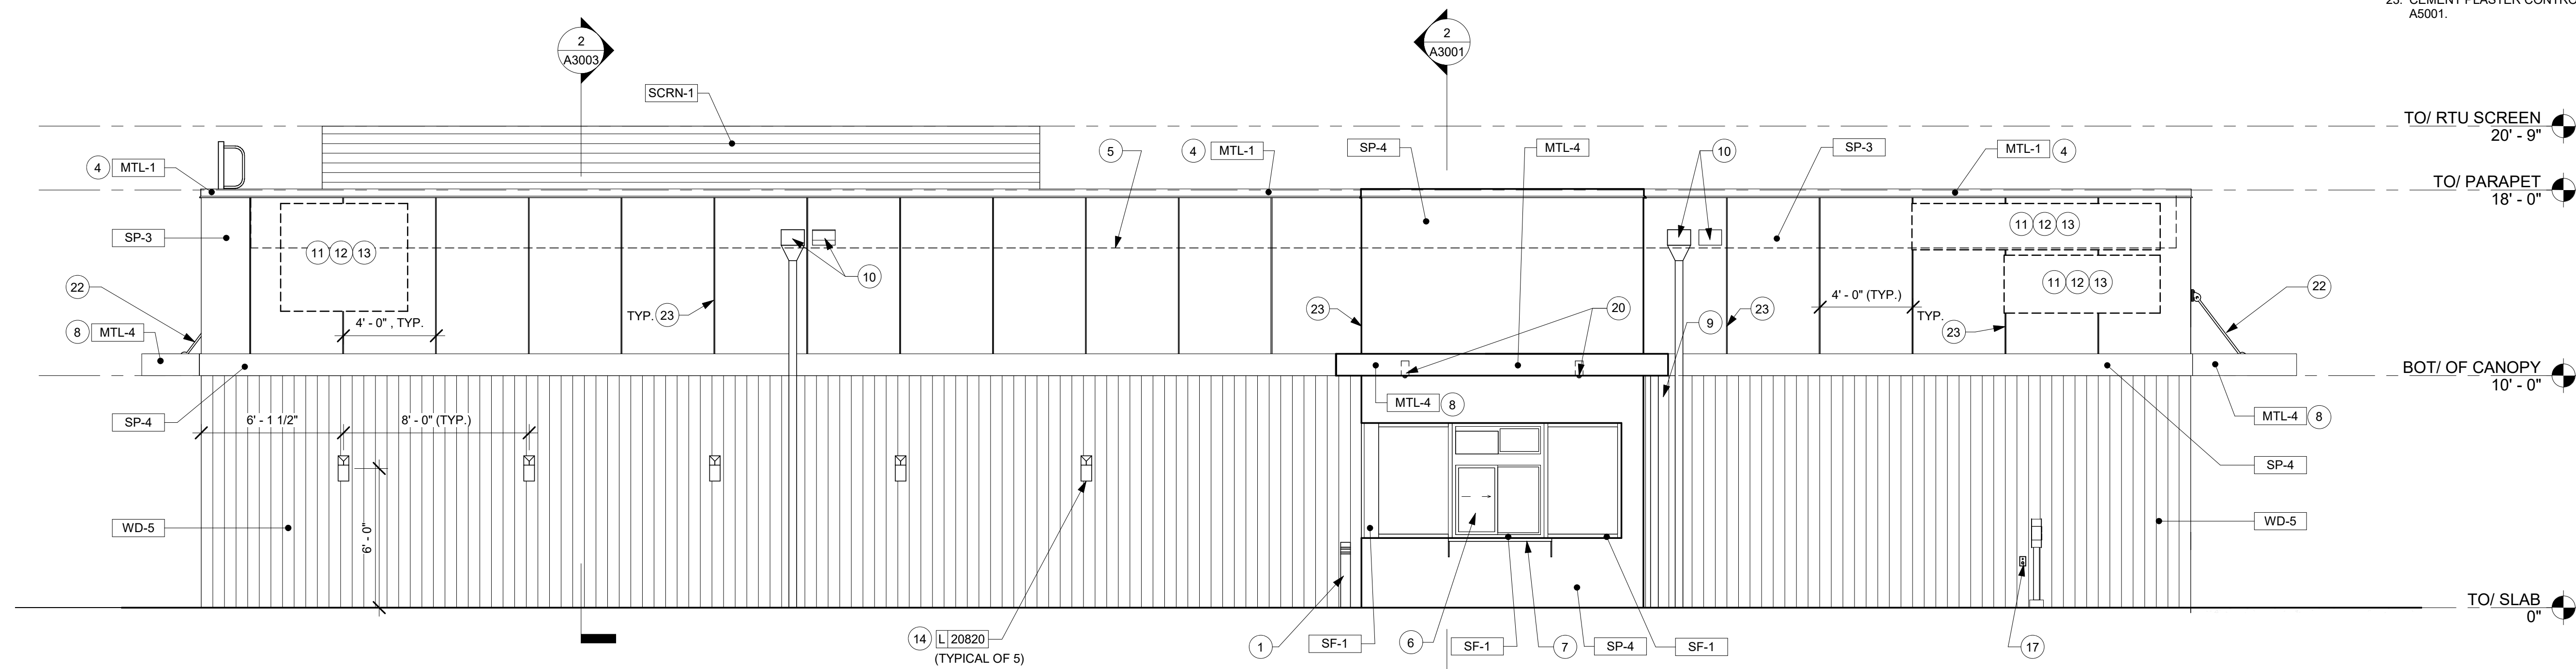 23. CEMENT PLASTER CONTRO
A5001.
2
A3003
2
A3001
SCRN-1
TO/ RTU SCREEN
20' - 9"
4 MTL-1
5
4 MTL-1
SP-4
MTL-4
10
SP-3
MTL-1 4
TO/ PARAPET
18' - 0"
SP-3
11 12 13
10
11 12 13
11 12 13
22
22
8 MTL-4
4' - 0" , TYP.
TYP. 23
23
20
9
23
4' - 0" (TYP.)
TYP.
23
BOT/ OF CANOPY
10' - 0"
SP-4
6' - 1 1/2"
8' - 0" (TYP.)
MTL-4 8
MTL-4 8
SP-4
WD-5
6' - 0"
WD-5
TO/ SLAB
0"
14 L 20820
(TYPICAL OF 5)
1
SF-1
6
SF-1
7
SP-4
SF-1
17